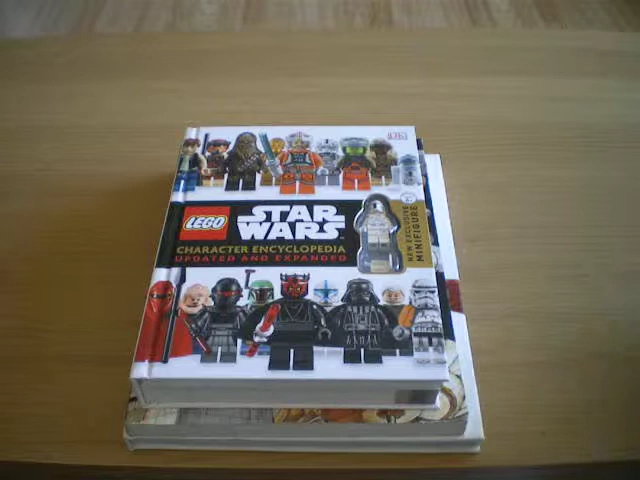 DK
LEGO
STAR
WARS
CHARACTER ENCYCLOPEDIA
UPDATED AND EXPANDED
NEW EXCLUSIVE
MINIFIGURE